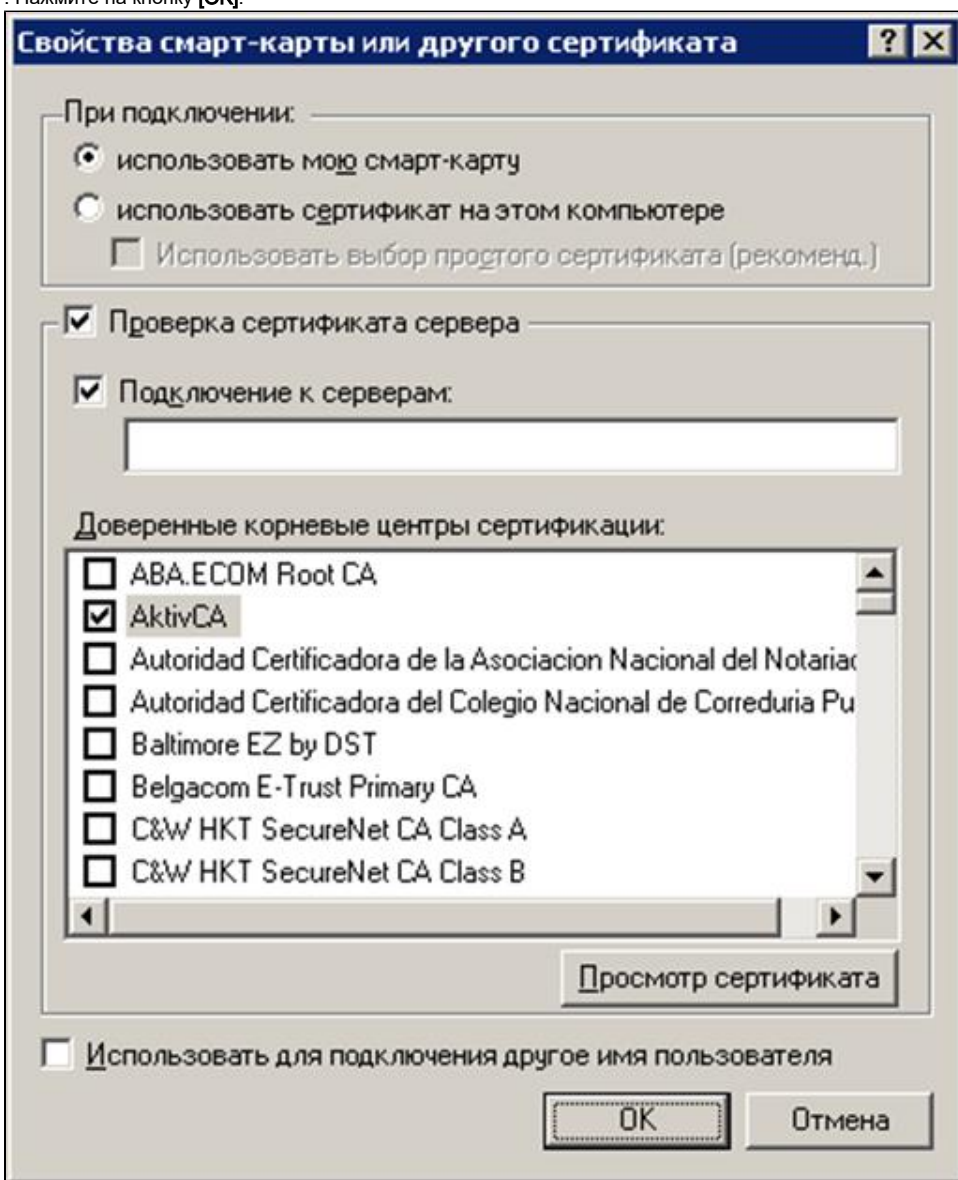 . Нажмите на кнопку [OK].
Свойства смарт-карты или другого сертификата
При подключении:
использовать мою смарт-карту
использовать сертификат на этом компьютере
Использовать выбор простого сертификата (рекоменд.)
Проверка сертификата сервера
Подключение к серверам:
Доверенные корневые центры сертификации:
ABA.ECOM Root CA
AktivCA
Autoridad Certificadora de la Asociacion Nacional del Notariac
Autoridad Certificadora del Colegio Nacional de Correduria Pu
Baltimore EZ by DST
Belgacom E-Trust Primary CA
C&W HKT SecureNet CA Class A
C&W HKT SecureNet CA Class B
Просмотр сертификата
Использовать для подключения другое имя пользователя
OK Отмена